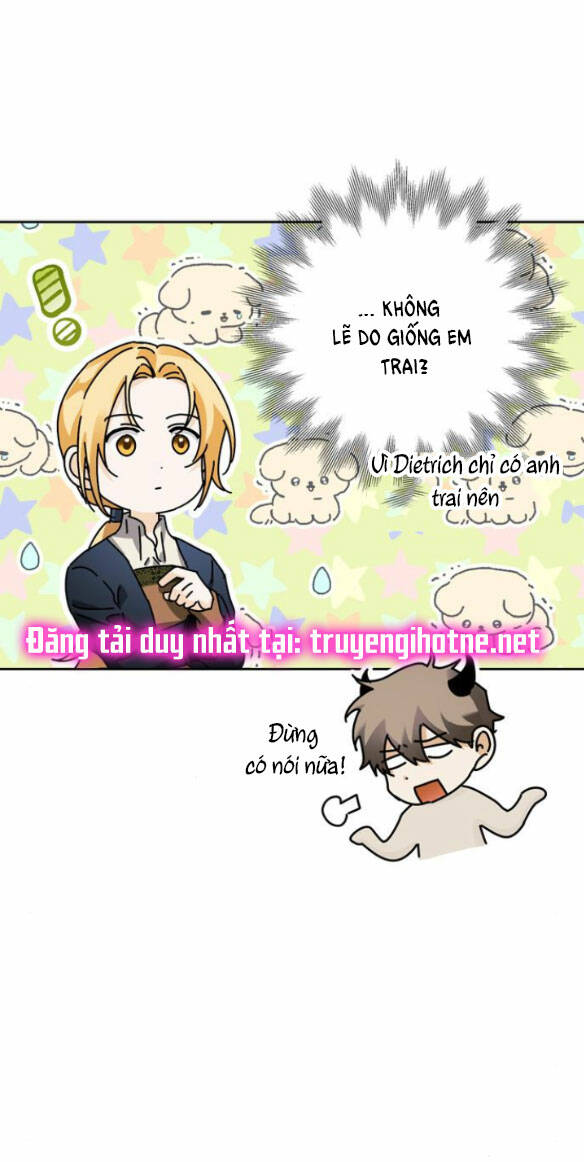 ... KHÔNG
LẼ DO GIỐNG EM
TRAI?
Vì Dietrich chỉ có anh
trai nên
Đăng tải duy nhất tại: truyengihotne.net
Đừng
có nói nữa!